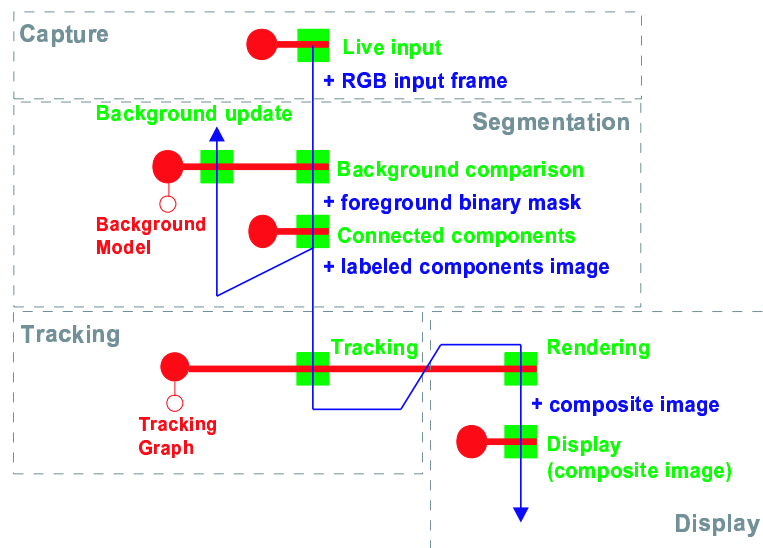 Capture
Live input
+ RGB input frame
Background update
Segmentation
Background comparison
+ foreground binary mask
Background
Model
Connected components
+ labeled components image
Tracking
Tracking
Rendering
+ composite image
Tracking
Graph
Display
(composite image)
Display